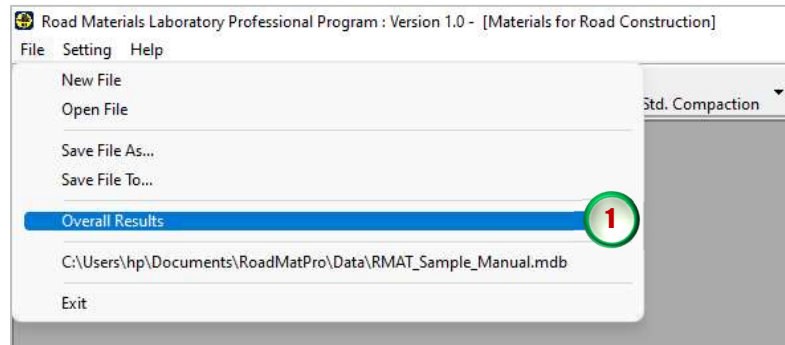 Road Materials Laboratory Professional Program : Version 1.0 - [Materials for Road Construction]
File Setting Help
New File
Open File
Std. Compaction
Save File As...
Save File To...
Overall Results
1
C:\Users\hp\Documents\RoadMatPro\Data\RMAT_Sample_Manual.mdb
Exit